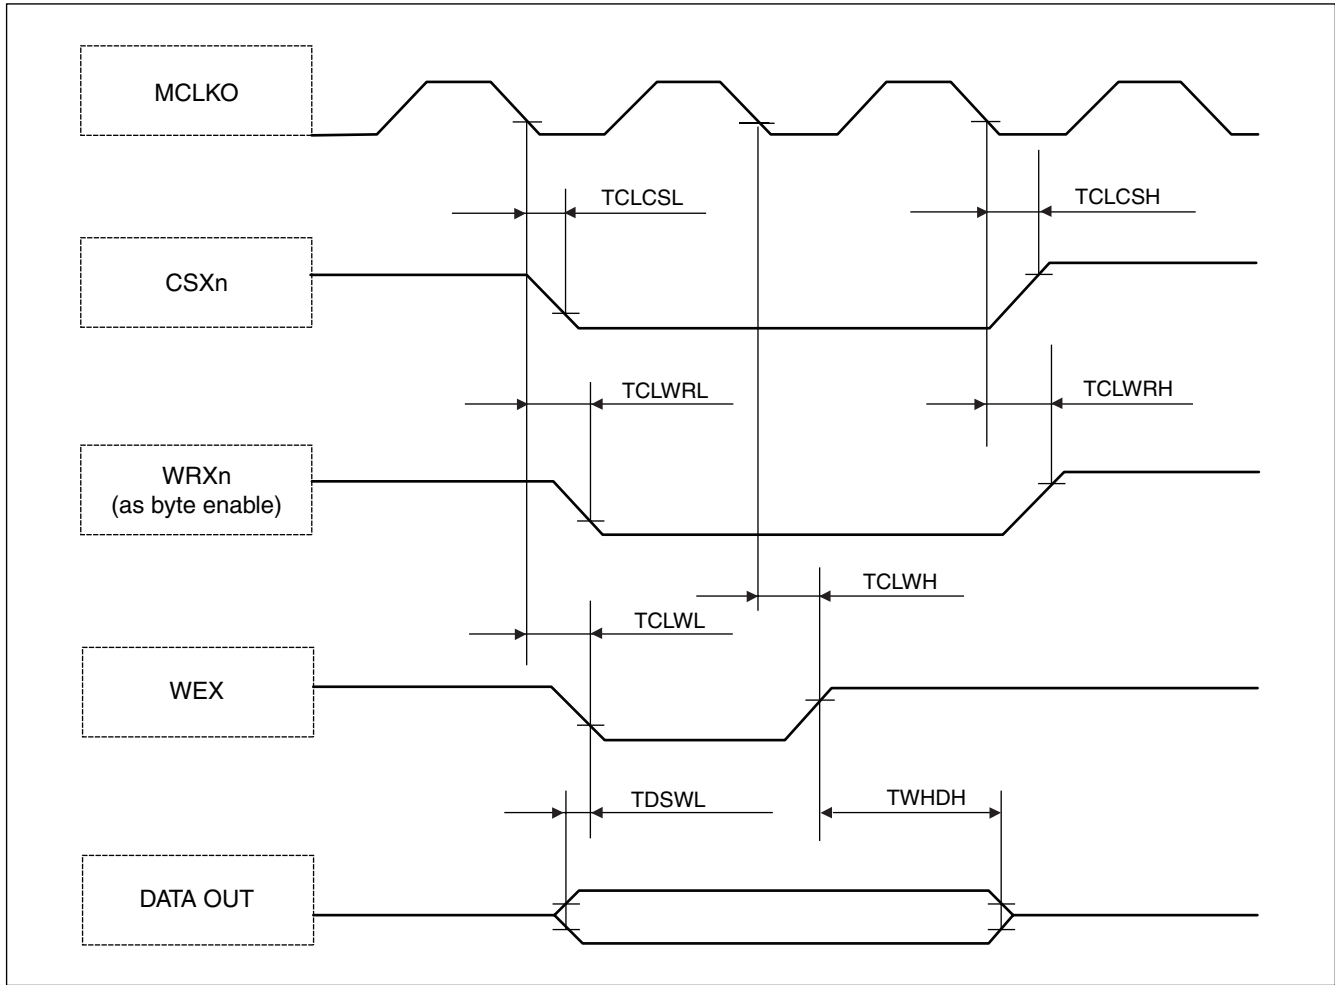 MCLKO
TCLCSL
TCLCSH
CSXn
TCLWRL
TCLWRH
WRXn
(as byte enable)
TCLWH
TCLWL
WEX
TDSWL
TWHDH
DATA OUT